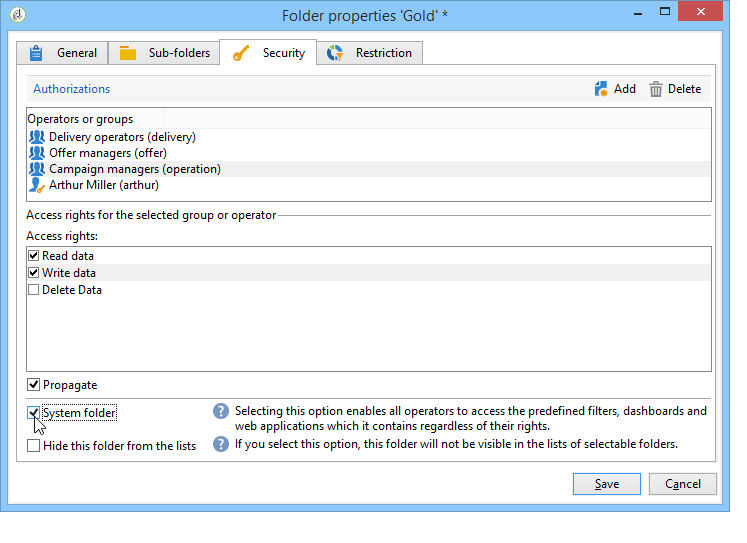 Folder properties 'Gold' *
General
Sub-folders
Security
Restriction
Authorizations
Add
Delete
Operators or groups
Delivery operators (delivery)
Offer managers (offer)
Campaign managers (operation)
Arthur Miller (arthur)
Access rights for the selected group or operator
Access rights:
Read data
Write data
Delete Data
Propagate
System folder
Selecting this option enables all operators to access the predefined filters, dashboards and
web applications which it contains regardless of their rights.
Hide this folder from the lists
If you select this option, this folder will not be visible in the lists of selectable folders.
Save
Cancel